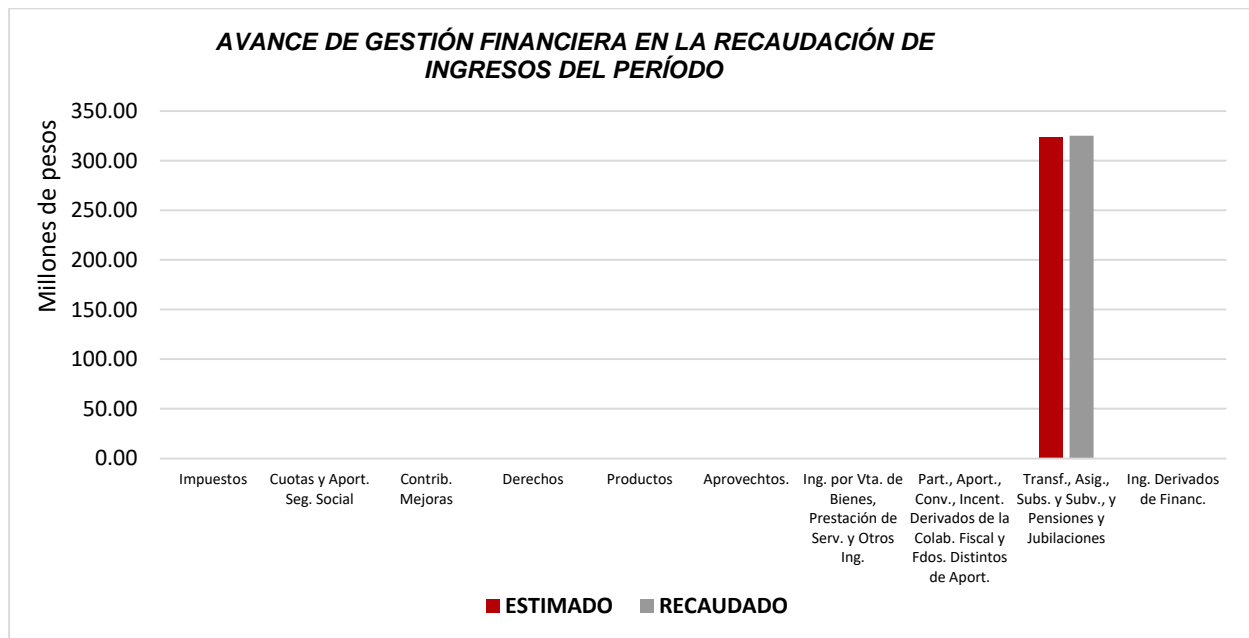 AVANCE DE GESTIÓN FINANCIERA EN LA RECAUDACIÓN DE
INGRESOS DEL PERÍODO
Millones de pesos
350.00
300.00
250.00
200.00
150.00
100.00
50.00
0.00
Impuestos
Cuotas y Aport.
Seg. Social
Contrib.
Mejoras
Derechos
Productos
Aprovechtos.
Ing. por Vta. de
Bienes,
Prestación de
Serv. y Otros
Ing.
Part., Aport.,
Conv., Incent.
Derivados de la
Colab. Fiscal y
Fdos. Distintos
de Aport.
Transf., Asig.,
Subs. y Subv., y
Pensiones y
Jubilaciones
Ing. Derivados
de Financ.
ESTIMADO
RECAUDADO